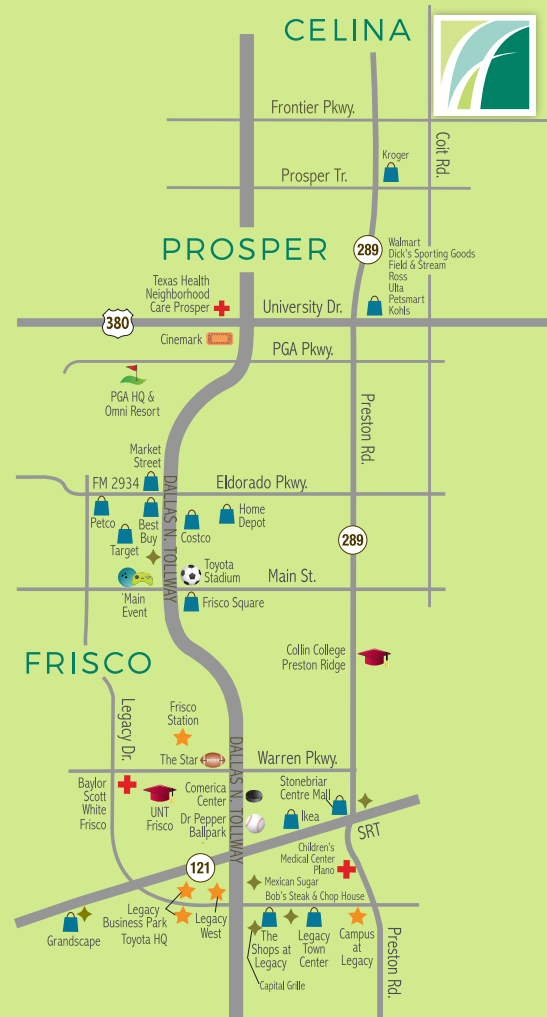 CELINA
Frontier Pkwy.
Coit Rd.
Kroger
Prosper Tr.
PROSPER
289
Walmart
Dick's Sporting Goods
Field & Stream
Ross
Ulta
Petsmart
Kohls
Texas Health
Neighborhood
Care Prosper
University Dr.
380
Cinemark
PGA Pkwy.
PGA HQ &
Omni Resort
Preston Rd.
Market
Street
FM 2934
Eldorado Pkwy.
DALLAS N. TOLLWAY
Petco
Best
Buy
Costco
Home
Depot
Target
289
Toyota
Stadium
Main St.
'Main
Event
Frisco Square
FRISCO
Collin College
Preston Ridge
Legacy Dr.
Frisco
Station
The Star
DALLAS N. TOLLWAY
Warren Pkwy.
Baylor
Scott
White
Frisco
UNT
Frisco
Comerica
Center
Dr Pepper
Ballpark
Stonebriar
Centre Mall
Ikea
SRT
121
Children's
Medical Center
Plano
Mexican Sugar
Bob's Steak & Chop House
Grandscape
Legacy
Business Park
Toyota HQ
Legacy
West
The
Shops at
Legacy
Legacy
Town
Center
Campus
at
Legacy
Preston Rd.
Capital Grille